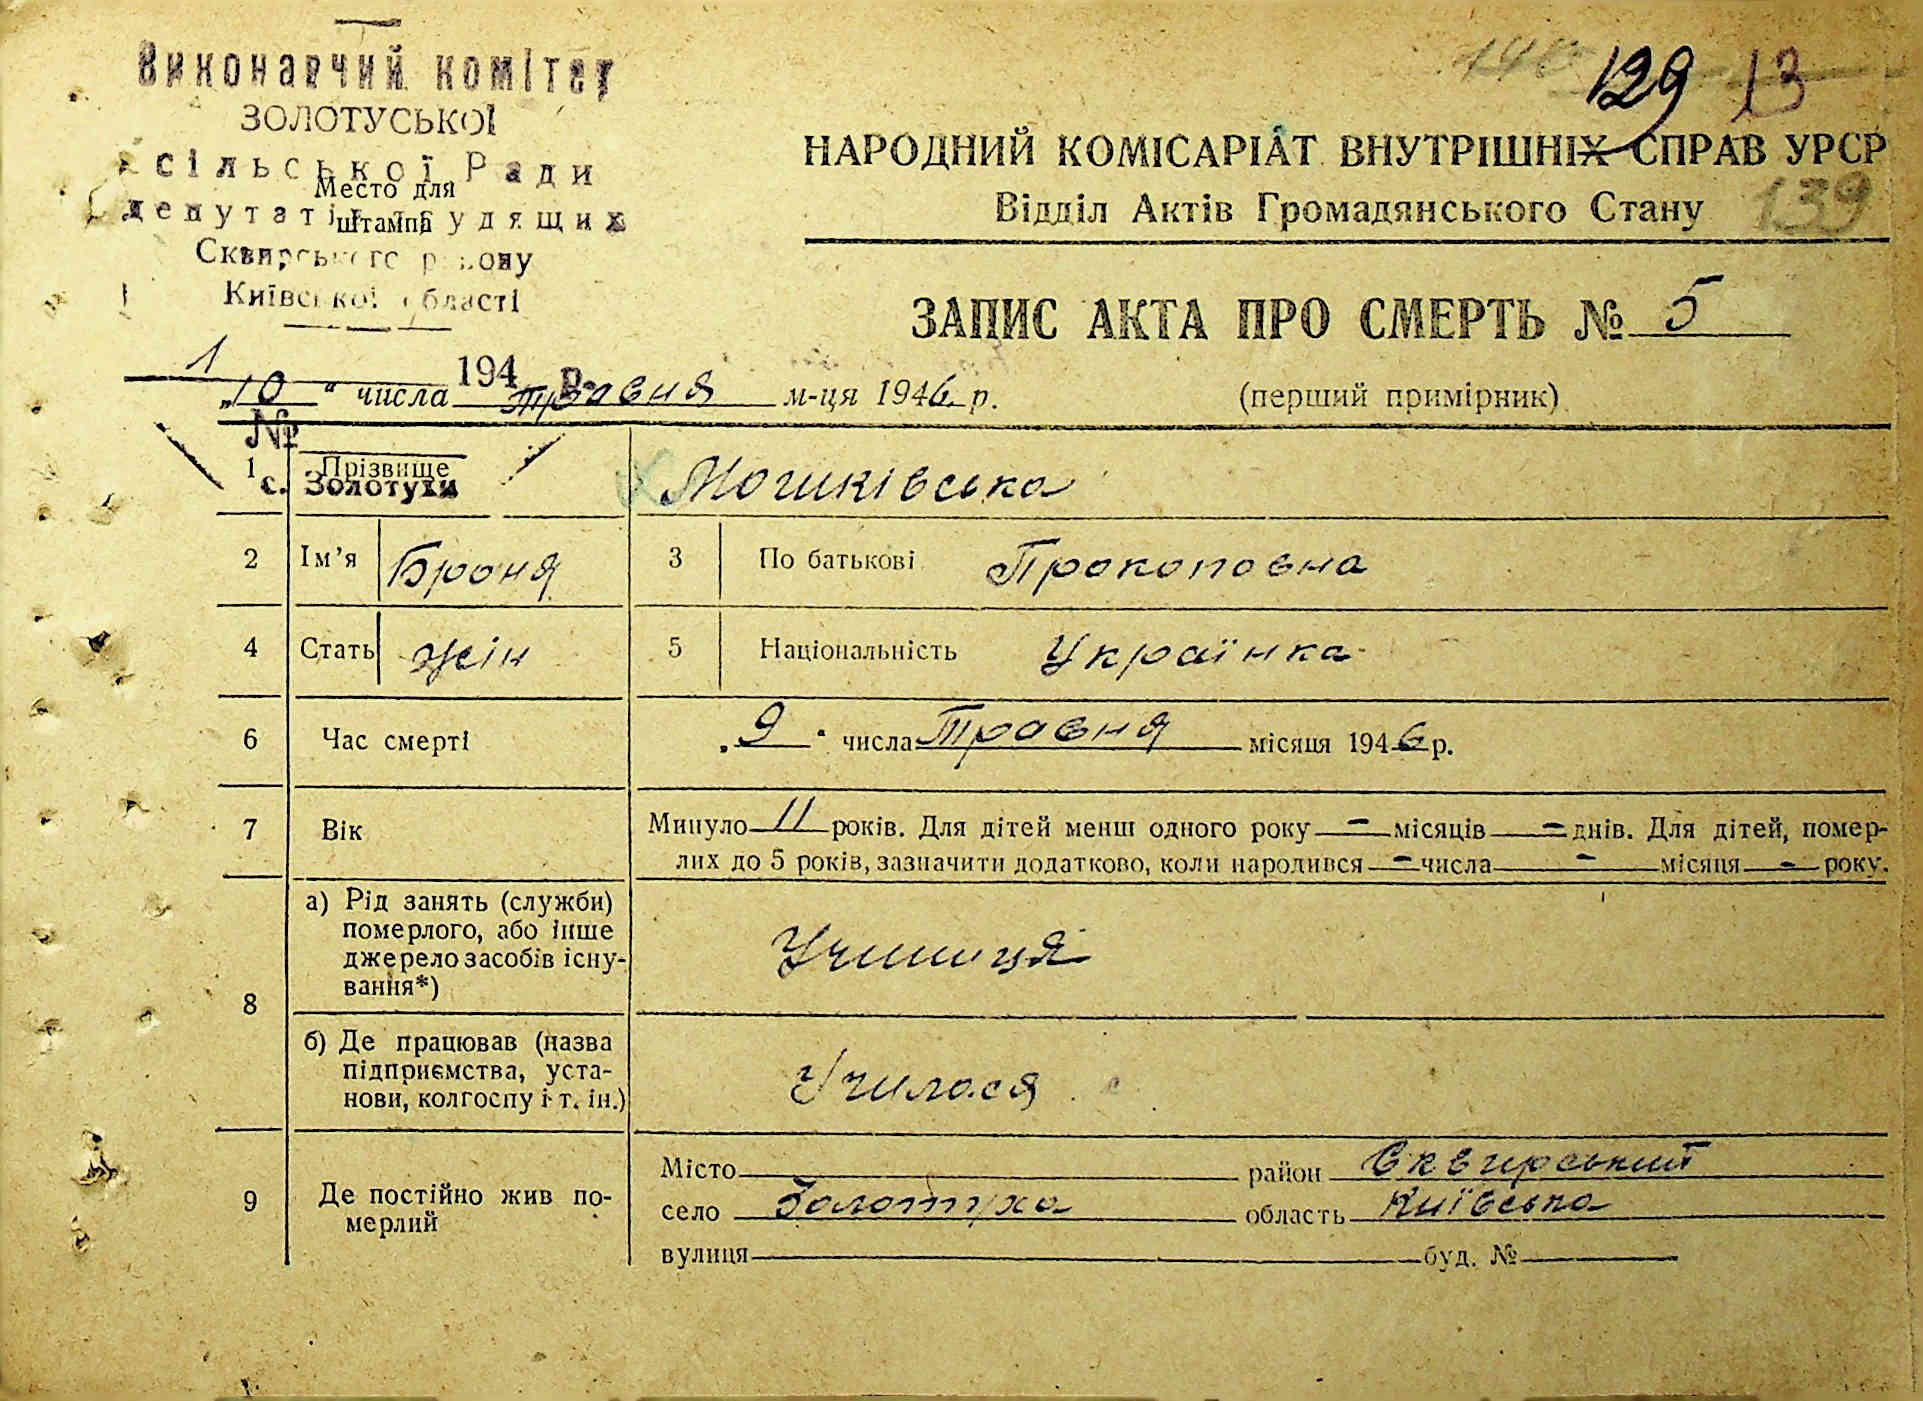 Виконавчий комітет
ЗОЛОТУСЬКОЇ
сільської Ради
Место для
депутатів трудящих
штампа
Сквирського району
Київської області
140 129 13
НАРОДНИЙ КОМІСАРІАТ ВНУТРІШНІХ СПРАВ УРСР
Відділ Актів Громадянського Стану 139
ЗАПИС АКТА ПРО СМЕРТЬ № 5
1 194 р.
„10“ числа травня м-ця 1946 р. (перший примірник)
№
1 Прізвище Мошківська
с. Золотухи
2 Ім’я Броня 3 По батькові Прокоповна
4 Стать жін 5 Національність Українка
6 Час смерті „9“ числа Травня місяця 1946 р.
7 Вік Минуло 11 років. Для дітей менш одного року – місяців – днів. Для дітей, помер-
лих до 5 років, зазначити додатково, коли народився – числа – місяця – року.
8 а) Рід занять (служби)
померлого, або інше
джерело засобів існу-
вання*)
Учениця
б) Де працював (назва
підприємства, уста-
нови, колгоспу і т. ін.)
Училася
9 Де постійно жив по-
мерлий
Місто район Сквирський
село Золотуха область Київська
вулиця буд. №